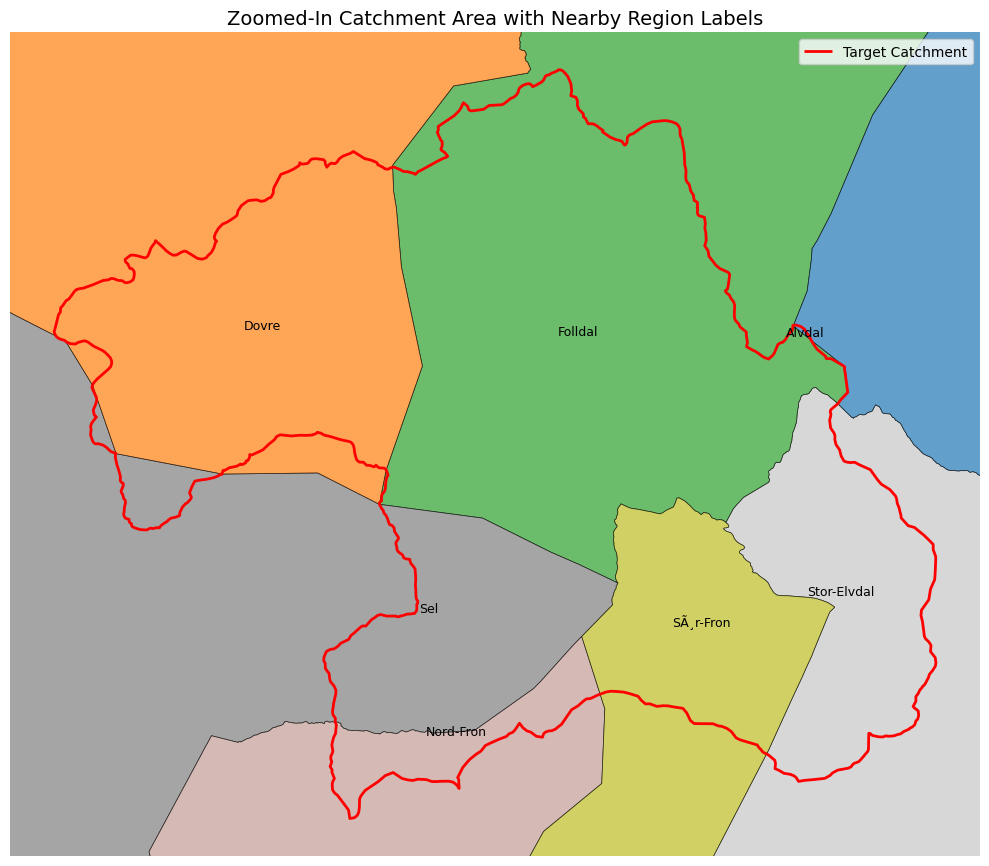 Zoomed-In Catchment Area with Nearby Region Labels
Target Catchment
Dovre
Folldal
Alvdal
Stor-Elvdal
Sel
SÃ¸r-Fron
Nord-Fron